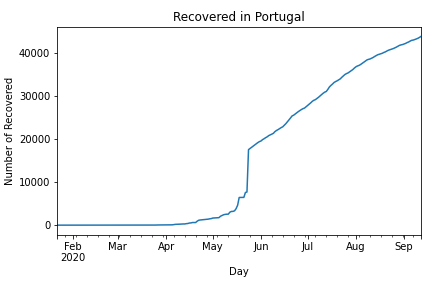 Recovered in Portugal
Number of Recovered
40000
30000
20000
10000
0
Feb Mar Apr May Jun Jul Aug Sep
2020
Day